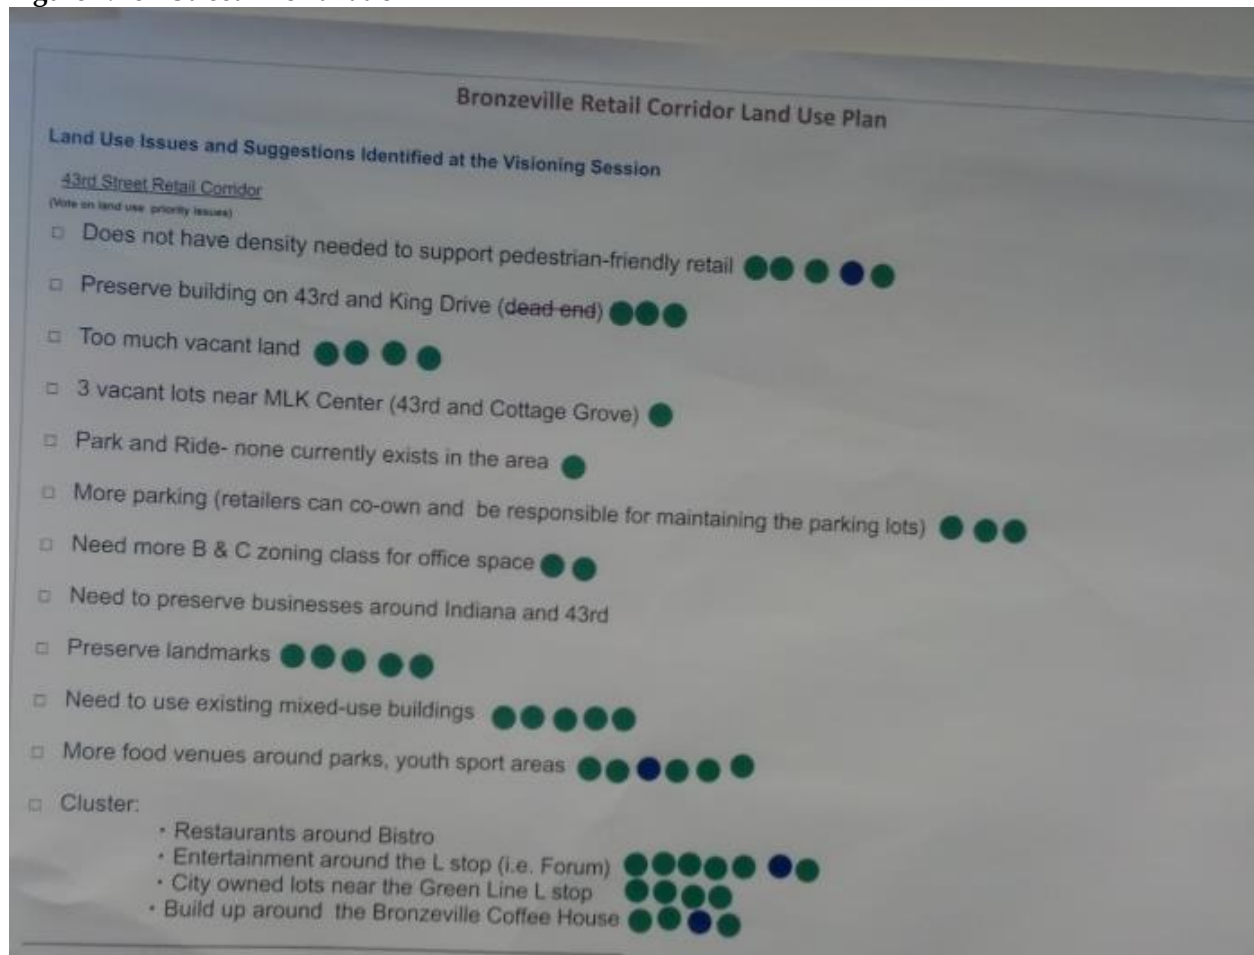 Bronzeville Retail Corridor Land Use Plan
Land Use Issues and Suggestions Identified at the Visioning Session
43rd Street Retail Corridor
(Vote on land use priority issues)
Does not have density needed to support pedestrian-friendly retail
Preserve building on 43rd and King Drive (dead end)
Too much vacant land
3 vacant lots near MLK Center (43rd and Cottage Grove)
Park and Ride- none currently exists in the area
More parking (retailers can co-own and be responsible for maintaining the parking lots)
Need more B & C zoning class for office space
Need to preserve businesses around Indiana and 43rd
Preserve landmarks
Need to use existing mixed-use buildings
More food venues around parks, youth sport areas
Cluster:
• Restaurants around Bistro
• Entertainment around the L stop (i.e. Forum)
• City owned lots near the Green Line L stop
• Build up around the Bronzeville Coffee House